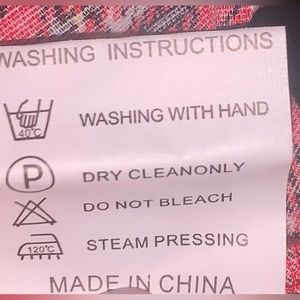 WASHING INSTRUCTIONS
40°C
WASHING WITH HAND
P
DRY CLEANONLY
DO NOT BLEACH
120°C
STEAM PRESSING
MADE IN CHINA